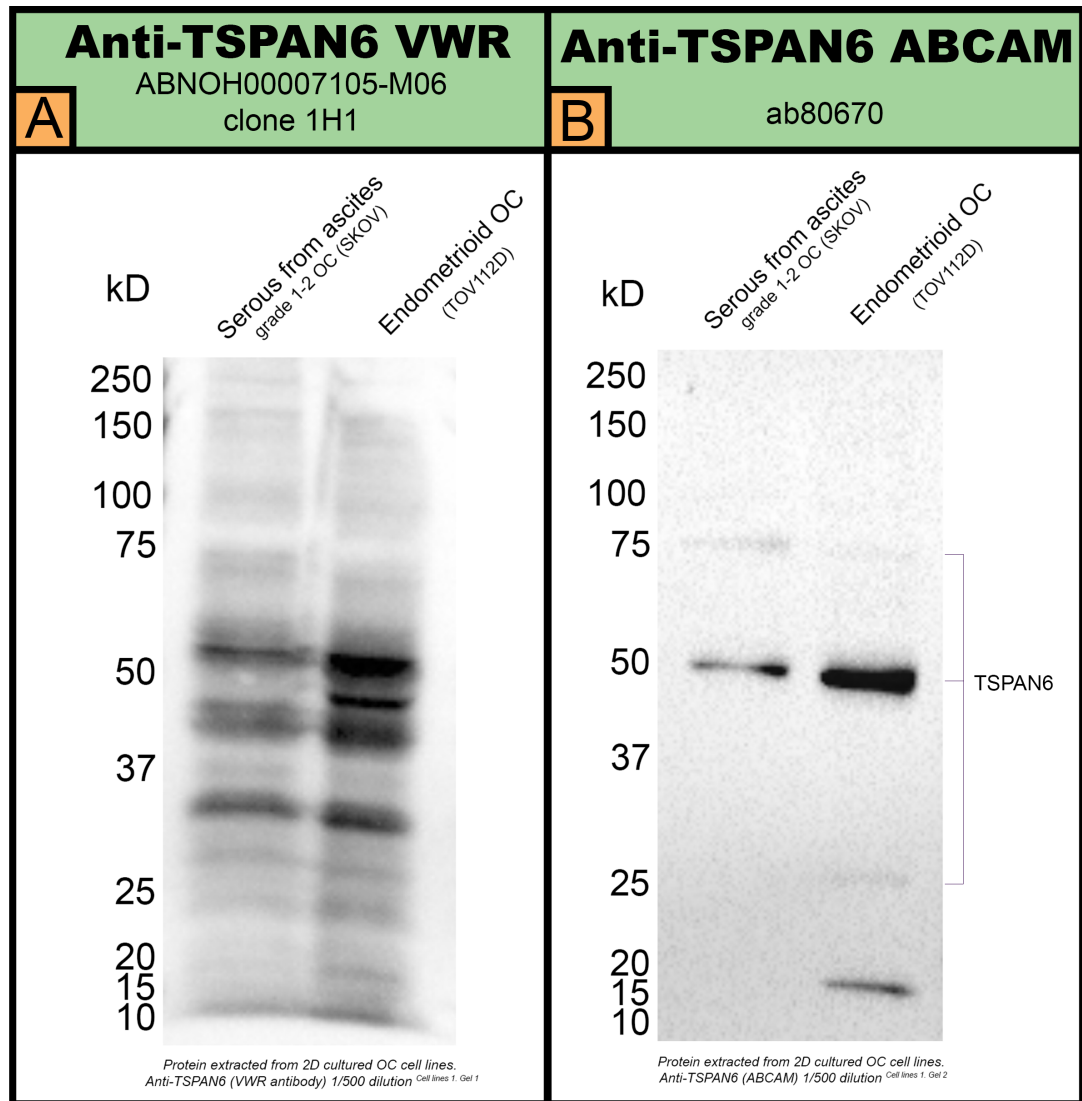 Anti-TSPAN6 VWR
ABNOH00007105-M06
clone 1H1
A
Serous from ascites
grade 1-2 OC (SKOV)
Endometrioid OC
(TOV112D)
kD
250
150
100
75
50
37
25
20
15
10
Protein extracted from 2D cultured OC cell lines.
Anti-TSPAN6 (VWR antibody) 1/500 dilution Cell lines 1. Gel 1
Anti-TSPAN6 ABCAM
ab80670
B
Serous from ascites
grade 1-2 OC (SKOV)
Endometrioid OC
(TOV112D)
kD
250
150
100
75
50
37
25
20
15
10
TSPAN6
Protein extracted from 2D cultured OC cell lines.
Anti-TSPAN6 (ABCAM) 1/500 dilution Cell lines 1. Gel 2